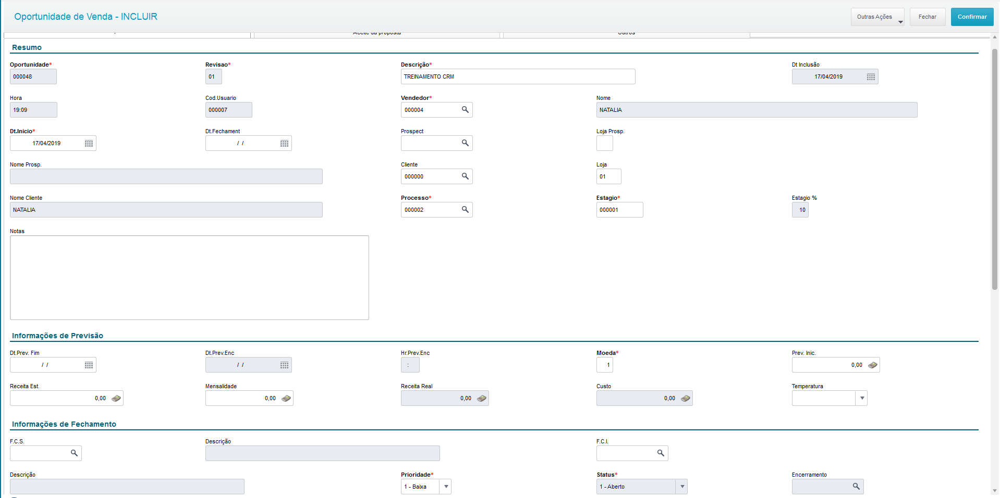 Oportunidade de Venda - INCLUIR
Outras Ações
Fechar
Confirmar
Aceite da proposta
Outros
Resumo
Oportunidade*
Revisao*
Descrição*
Dt Inclusão
000048
01
TREINAMENTO CRM
17/04/2019
Hora
Cod.Usuario
Vendedor*
Nome
19:09
000007
000004
NATALIA
Dt.Inicio*
Dt.Fechament
Prospect
Loja Prosp.
17/04/2019
/ /
Nome Prosp.
Cliente
Loja
000000
01
Nome Cliente
Processo*
Estagio*
Estagio %
NATALIA
000002
000001
10
Notas
Informações de Previsão
Dt.Prev. Fim
Dt.Prev.Enc
Hr.Prev.Enc
Moeda*
Prev. Inic.
/ /
/ /
:
1
0,00
Receita Est.
Mensalidade
Receita Real
Custo
Temperatura
0,00
0,00
0,00
0,00
Informações de Fechamento
F.C.S.
Descrição
F.C.I.
Descrição
Prioridade*
Status*
Encerramento
1 - Baixa
1 - Aberto